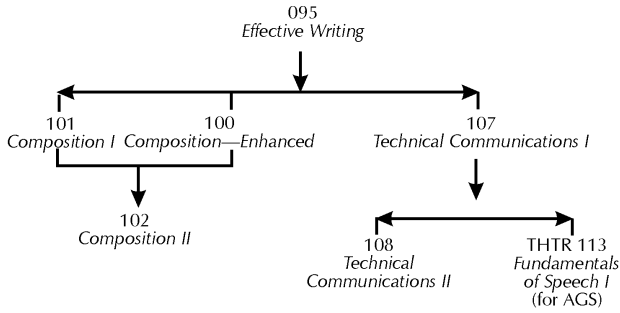 095
Effective Writing
101
Composition I
100
Composition—Enhanced
107
Technical Communications I
102
Composition II
108
Technical
Communications II
THTR 113
Fundamentals
of Speech I
(for AGS)